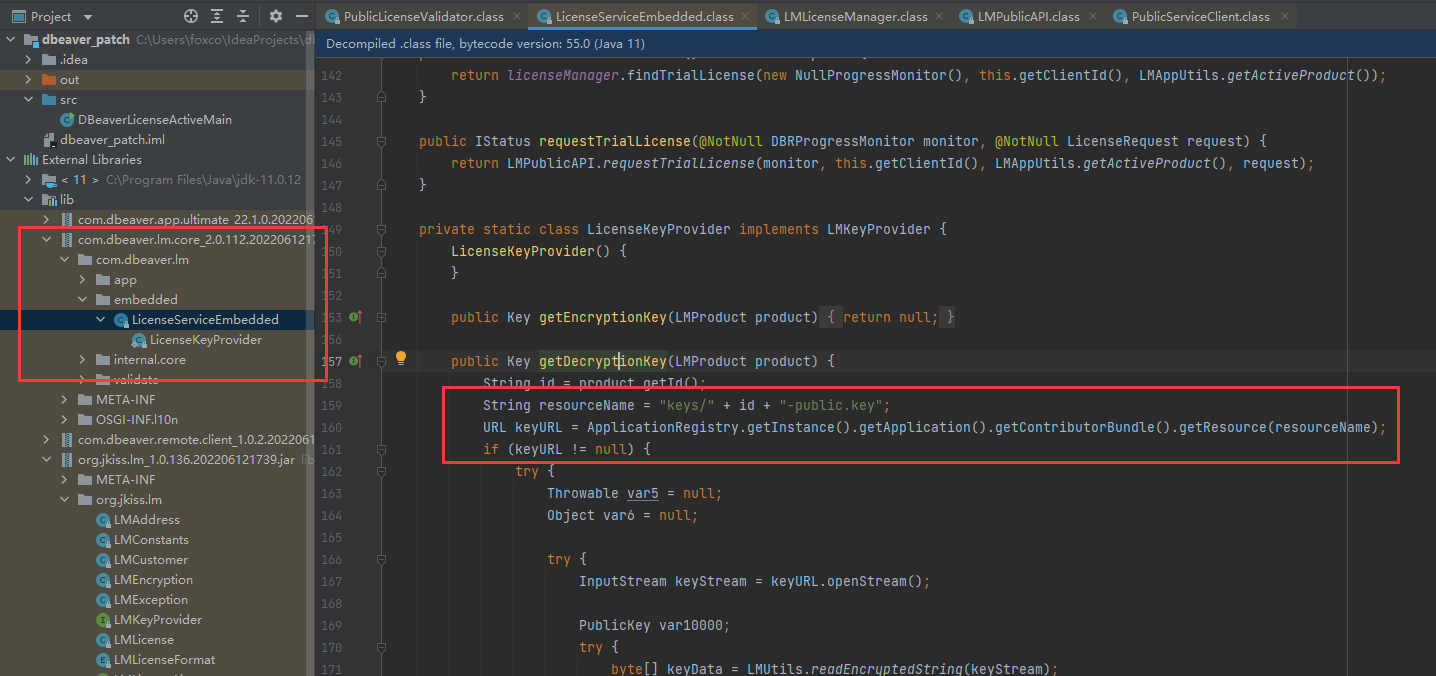 Project
PublicLicenseValidator.class
LicenseServiceEmbedded.class
LMLicenseManager.class
LMPublicAPI.class
PublicServiceClient.class
dbeaver_patch C:\Users\foxco\IdeaProjects\d
.idea
out
src
DBeaverLicenseActiveMain
dbeaver_patch.iml
External Libraries
< 11 > C:\Program Files\Java\jdk-11.0.12
lib
com.dbeaver.app.ultimate_22.1.0.2022061
com.dbeaver.lm.core_2.0.112.2022061217
com.dbeaver.lm
app
embedded
LicenseServiceEmbedded
LicenseKeyProvider
internal.core
validate
META-INF
OSGI-INF.l10n
com.dbeaver.remote.client_1.0.2.2022061
org.jkiss.lm_1.0.136.202206121739.jar lib
META-INF
org.jkiss.lm
LMAddress
LMConstants
LMCustomer
LMEncryption
LMException
LMKeyProvider
LMLicense
LMLicenseFormat
Decompiled .class file, bytecode version: 55.0 (Java 11)
142 return licenseManager.findTrialLicense(new NullProgressMonitor(), this.getClientId(), LMAppUtils.getActiveProduct());
143 }
144
145 public IStatus requestTrialLicense(@NotNull DBRProgressMonitor monitor, @NotNull LicenseRequest request) {
146 return LMPublicAPI.requestTrialLicense(monitor, this.getClientId(), LMAppUtils.getActiveProduct(), request);
147 }
148
149 private static class LicenseKeyProvider implements LMKeyProvider {
150 LicenseKeyProvider() {
151 }
152
153 public Key getEncryptionKey(LMProduct product) { return null; }
156
157 public Key getDecryptionKey(LMProduct product) {
158 String id = product.getId();
159 String resourceName = "keys/" + id + "-public.key";
160 URL keyURL = ApplicationRegistry.getInstance().getApplication().getContributorBundle().getResource(resourceName);
161 if (keyURL != null) {
162 try {
163 Throwable var5 = null;
164 Object var6 = null;
165
166 try {
167 InputStream keyStream = keyURL.openStream();
168
169 PublicKey var10000;
170 try {
171 byte[] keyData = LMUtils.readEncryptedString(keyStream);